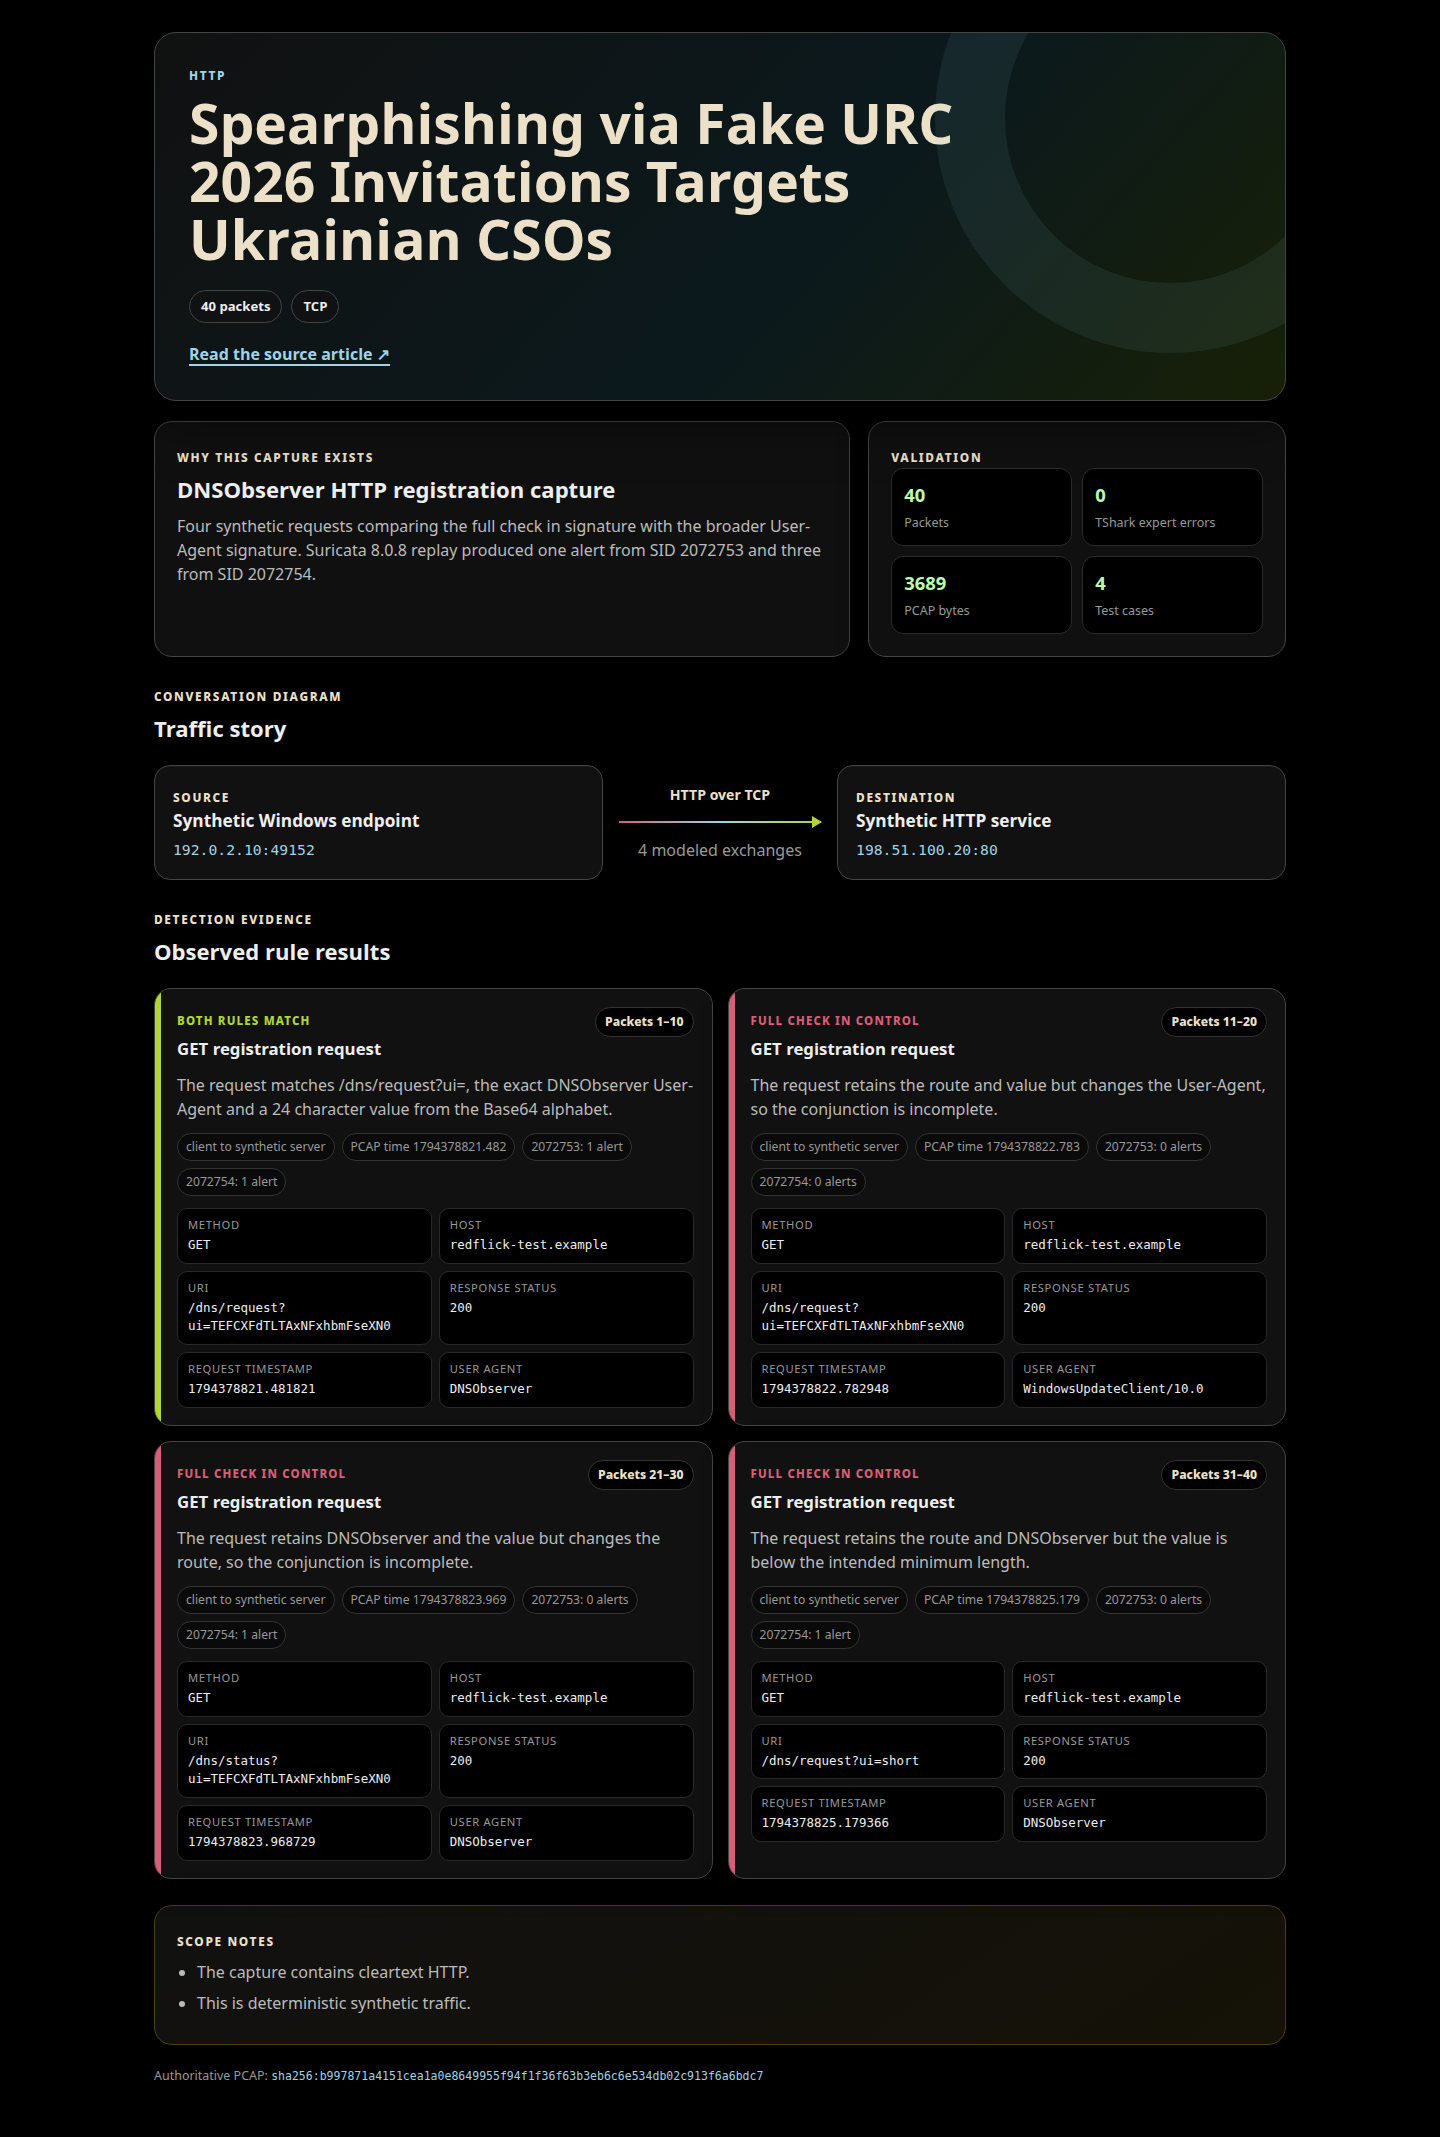 HTTP
Spearphishing via Fake URC
2026 Invitations Targets
Ukrainian CSOs
40 packets
TCP
Read the source article ↗
WHY THIS CAPTURE EXISTS
DNSObserver HTTP registration capture
Four synthetic requests comparing the full check in signature with the broader User-
Agent signature. Suricata 8.0.8 replay produced one alert from SID 2072753 and three
from SID 2072754.
VALIDATION
40
Packets
0
TShark expert errors
3689
PCAP bytes
4
Test cases
CONVERSATION DIAGRAM
Traffic story
SOURCE
Synthetic Windows endpoint
192.0.2.10:49152
HTTP over TCP
4 modeled exchanges
DESTINATION
Synthetic HTTP service
198.51.100.20:80
DETECTION EVIDENCE
Observed rule results
BOTH RULES MATCH
Packets 1–10
GET registration request
The request matches /dns/request?ui=, the exact DNSObserver User-
Agent and a 24 character value from the Base64 alphabet.
client to synthetic server
PCAP time 1794378821.482
2072753: 1 alert
2072754: 1 alert
METHOD
GET
HOST
redflick-test.example
URI
/dns/request?
ui=TEFCXFdTLTAxNFxhbmFseXN0
RESPONSE STATUS
200
REQUEST TIMESTAMP
1794378821.481821
USER AGENT
DNSObserver
FULL CHECK IN CONTROL
Packets 11–20
GET registration request
The request retains the route and value but changes the User-Agent,
so the conjunction is incomplete.
client to synthetic server
PCAP time 1794378822.783
2072753: 0 alerts
2072754: 0 alerts
METHOD
GET
HOST
redflick-test.example
URI
/dns/request?
ui=TEFCXFdTLTAxNFxhbmFseXN0
RESPONSE STATUS
200
REQUEST TIMESTAMP
1794378822.782948
USER AGENT
WindowsUpdateClient/10.0
FULL CHECK IN CONTROL
Packets 21–30
GET registration request
The request retains DNSObserver and the value but changes the
route, so the conjunction is incomplete.
client to synthetic server
PCAP time 1794378823.969
2072753: 0 alerts
2072754: 1 alert
METHOD
GET
HOST
redflick-test.example
URI
/dns/status?
ui=TEFCXFdTLTAxNFxhbmFseXN0
RESPONSE STATUS
200
REQUEST TIMESTAMP
1794378823.968729
USER AGENT
DNSObserver
FULL CHECK IN CONTROL
Packets 31–40
GET registration request
The request retains the route and DNSObserver but the value is
below the intended minimum length.
client to synthetic server
PCAP time 1794378825.179
2072753: 0 alerts
2072754: 1 alert
METHOD
GET
HOST
redflick-test.example
URI
/dns/request?ui=short
RESPONSE STATUS
200
REQUEST TIMESTAMP
1794378825.179366
USER AGENT
DNSObserver
SCOPE NOTES
• The capture contains cleartext HTTP.
• This is deterministic synthetic traffic.
Authoritative PCAP: sha256:b997871a4151cea1a0e8649955f94f1f36f63b3eb6c6e534db02c913f6a6bdc7